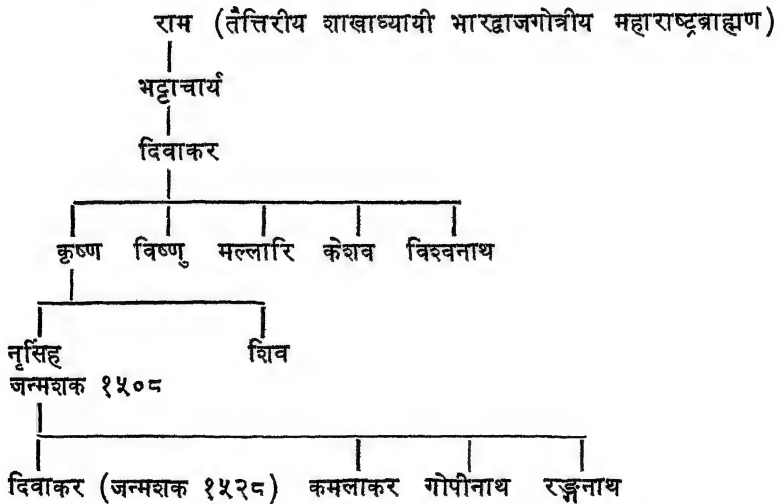 राम (तैत्तिरीय शाखाध्यायी भारद्वाजगोत्रीय महाराष्ट्रब्राह्मण)
भट्टाचार्य
दिवाकर
कृष्ण विष्णु मल्लारि केशव विश्वनाथ
नृसिंह शिव
जन्मशक १५०८
दिवाकर (जन्मशक १५२८) कमलाकर गोपीनाथ रङ्गनाथ